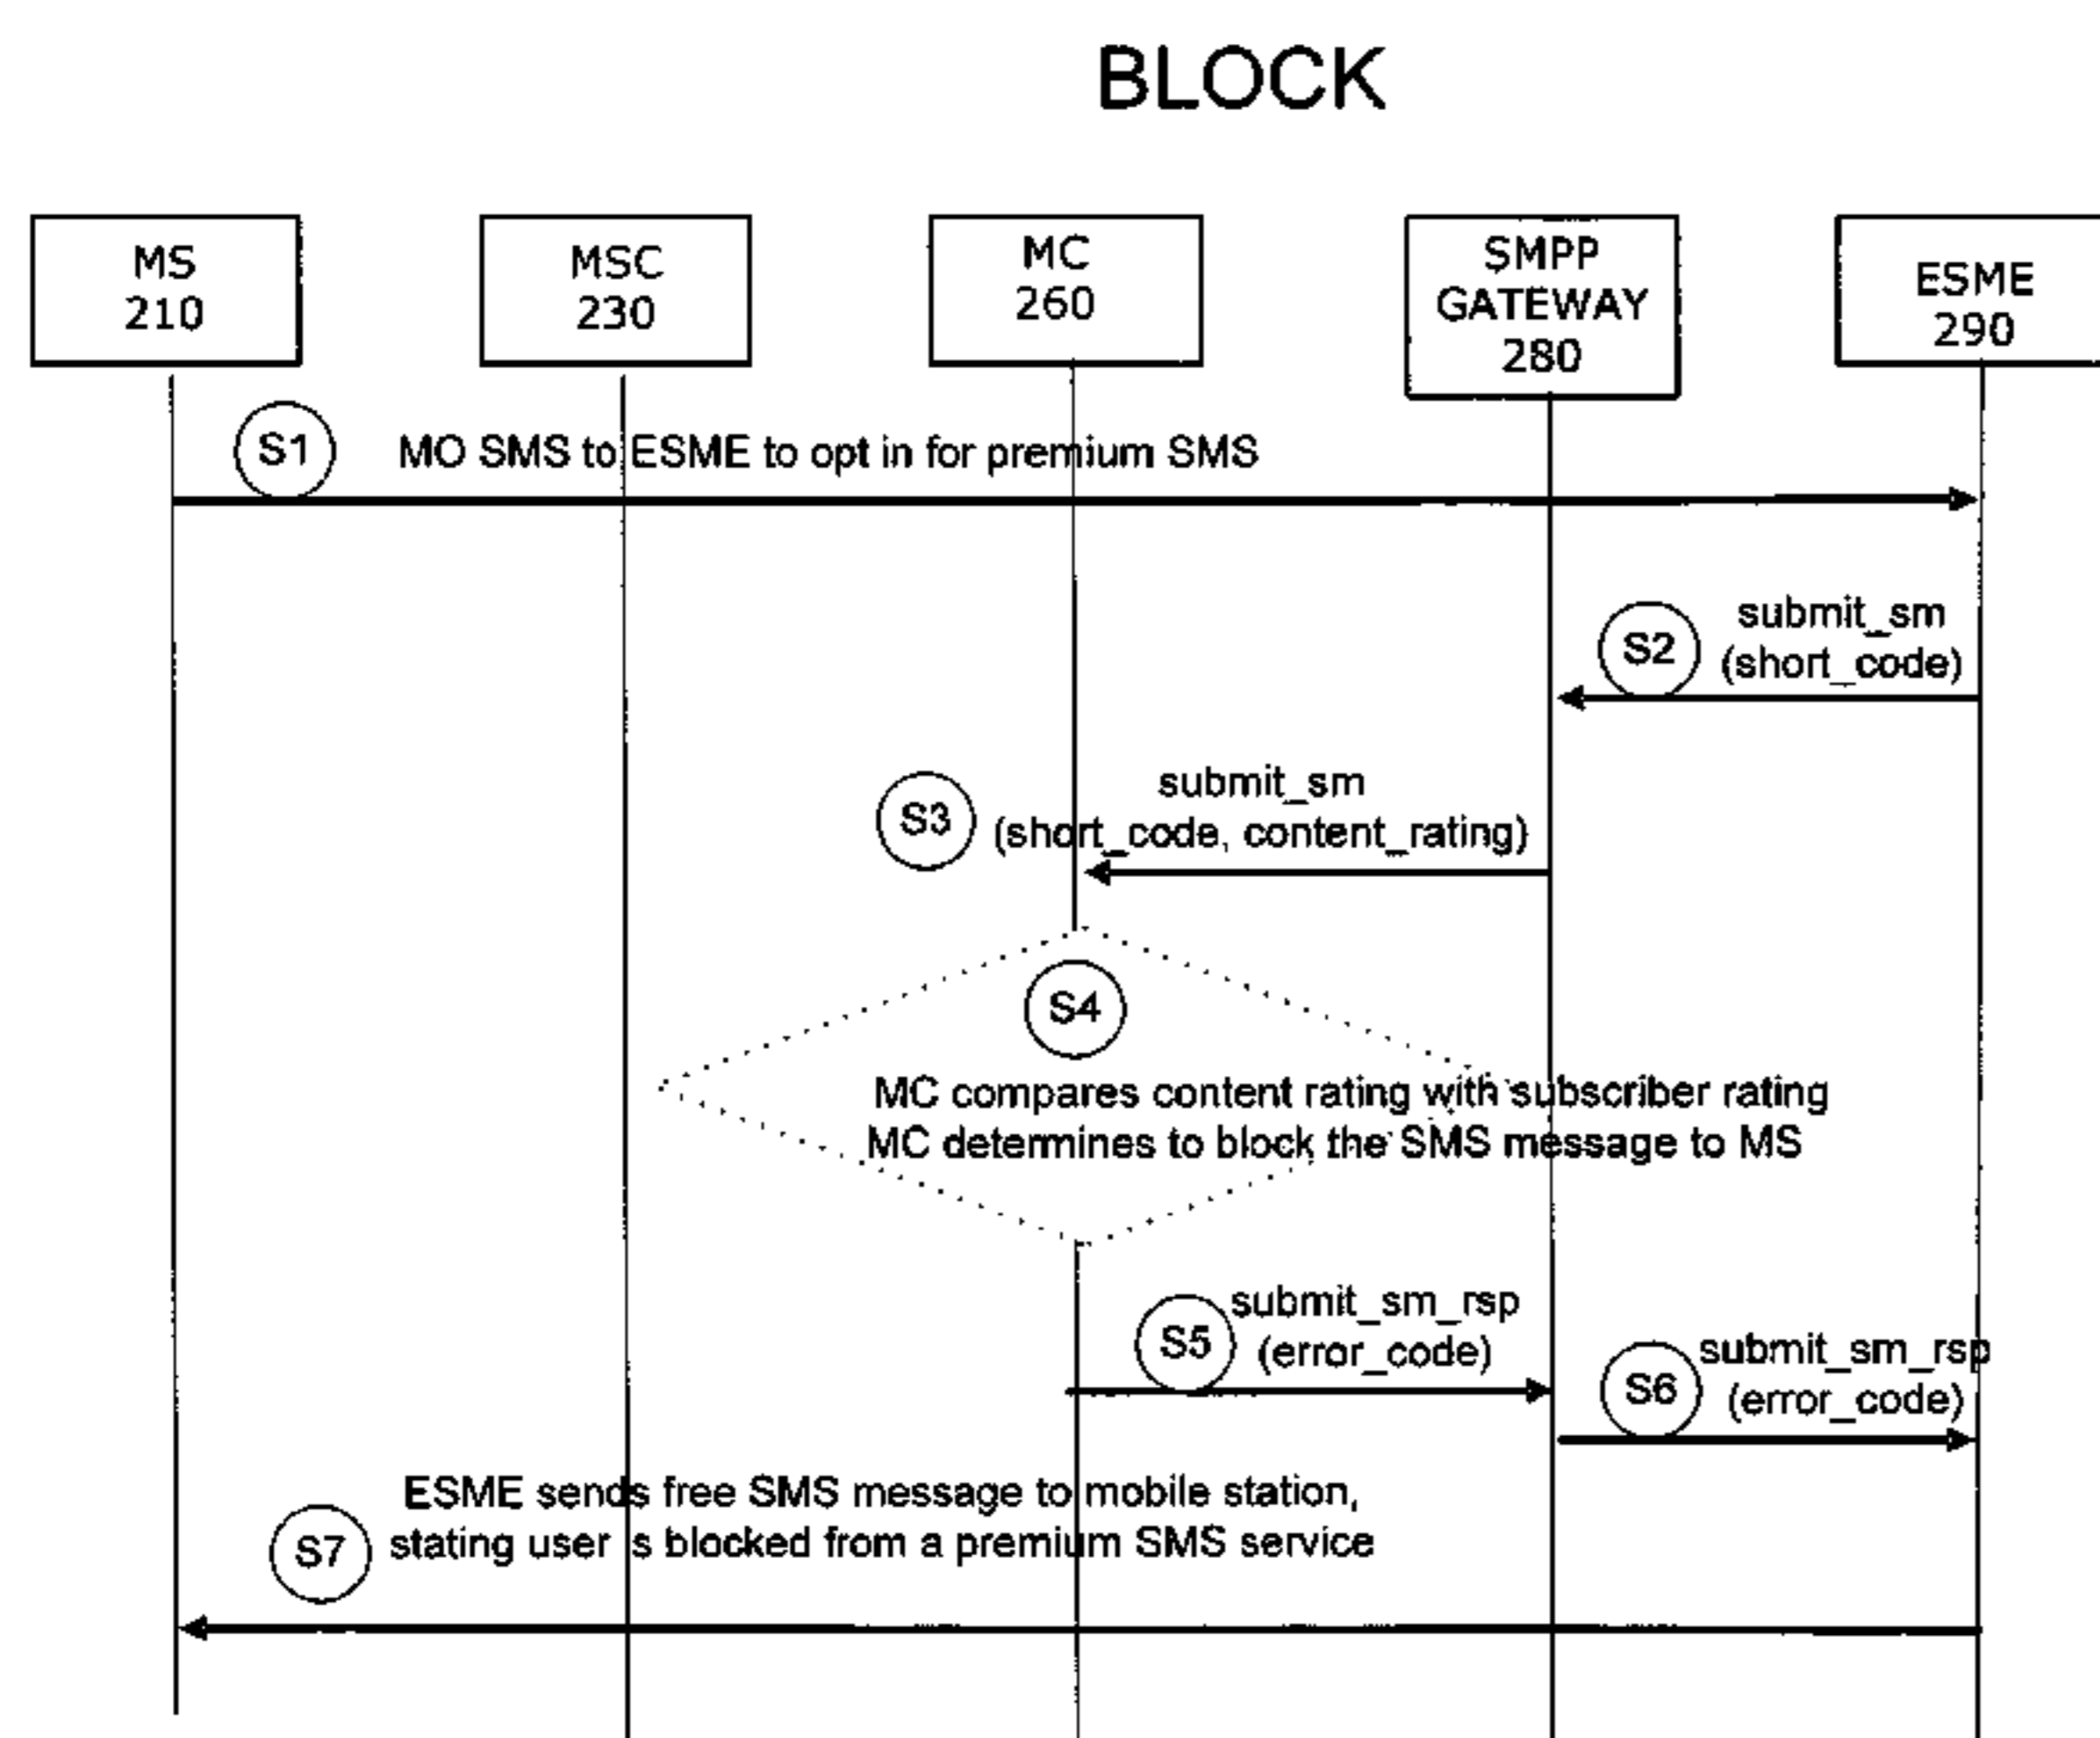 BLOCK
MS
210
MSC
230
MC
260
SMPP
GATEWAY
280
ESME
290
S1
MO SMS to ESME to opt in for premium SMS
S2
submit_sm
(short_code)
S3
submit_sm
(short_code, content_rating)
S4
MC compares content rating with subscriber rating
MC determines to block the SMS message to MS
S5
submit_sm_rsp
(error_code)
S6
submit_sm_rsp
(error_code)
S7
ESME sends free SMS message to mobile station,
stating user is blocked from a premium SMS service